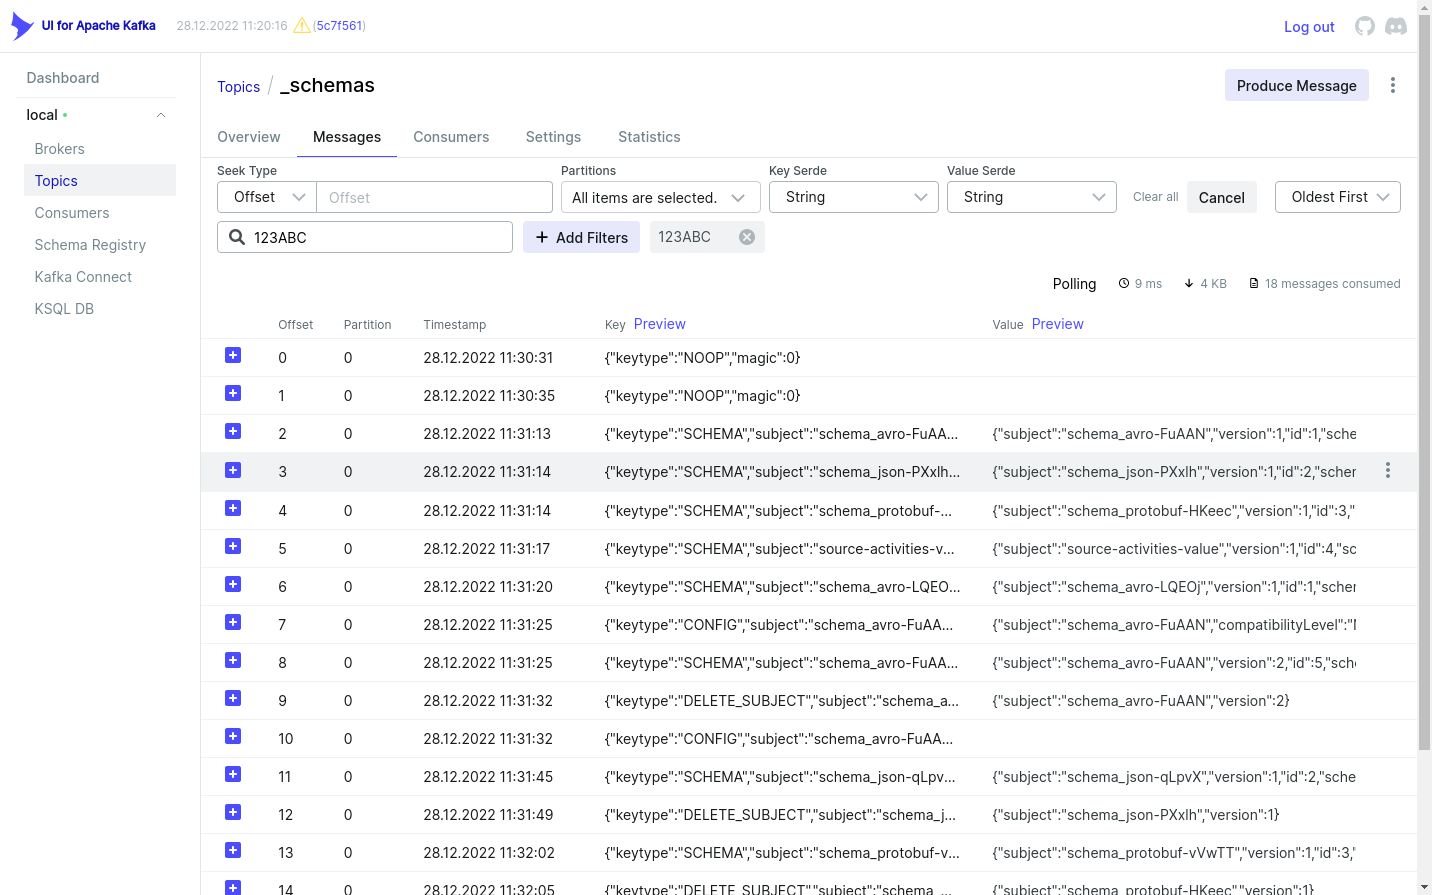 UI for Apache Kafka 28.12.2022 11:20:16 (5c7f561) Log out
Dashboard
local
Brokers
Topics
Consumers
Schema Registry
Kafka Connect
KSQL DB
Topics / _schemas Produce Message
Overview Messages Consumers Settings Statistics
Seek Type Partitions Key Serde Value Serde
Offset Offset All items are selected. String String Clear all Cancel Oldest First
123ABC Add Filters 123ABC
Polling 9 ms 4 KB 18 messages consumed
Offset Partition Timestamp Key Preview Value Preview
0 0 28.12.2022 11:30:31 {"keytype":"NOOP","magic":0}
1 0 28.12.2022 11:30:35 {"keytype":"NOOP","magic":0}
2 0 28.12.2022 11:31:13 {"keytype":"SCHEMA","subject":"schema_avro-FuAA... {"subject":"schema_avro-FuAAN","version":1,"id":1,"sche
3 0 28.12.2022 11:31:14 {"keytype":"SCHEMA","subject":"schema_json-PXxlh... {"subject":"schema_json-PXxlh","version":1,"id":2,"scher
4 0 28.12.2022 11:31:14 {"keytype":"SCHEMA","subject":"schema_protobuf-... {"subject":"schema_protobuf-HKeec","version":1,"id":3,"
5 0 28.12.2022 11:31:17 {"keytype":"SCHEMA","subject":"source-activities-v... {"subject":"source-activities-value","version":1,"id":4,"sc
6 0 28.12.2022 11:31:20 {"keytype":"SCHEMA","subject":"schema_avro-LQEO... {"subject":"schema_avro-LQEOj","version":1,"id":1,"scher
7 0 28.12.2022 11:31:25 {"keytype":"CONFIG","subject":"schema_avro-FuAA... {"subject":"schema_avro-FuAAN","compatibilityLevel":"
8 0 28.12.2022 11:31:25 {"keytype":"SCHEMA","subject":"schema_avro-FuAA... {"subject":"schema_avro-FuAAN","version":2,"id":5,"sch
9 0 28.12.2022 11:31:32 {"keytype":"DELETE_SUBJECT","subject":"schema_a... {"subject":"schema_avro-FuAAN","version":2}
10 0 28.12.2022 11:31:32 {"keytype":"CONFIG","subject":"schema_avro-FuAA...
11 0 28.12.2022 11:31:45 {"keytype":"SCHEMA","subject":"schema_json-qLpv... {"subject":"schema_json-qLpvX","version":1,"id":2,"sche
12 0 28.12.2022 11:31:49 {"keytype":"DELETE_SUBJECT","subject":"schema_j... {"subject":"schema_json-PXxlh","version":1}
13 0 28.12.2022 11:32:02 {"keytype":"SCHEMA","subject":"schema_protobuf-v... {"subject":"schema_protobuf-vVwTT","version":1,"id":3,"
14 0 28.12.2022 11:32:05 {"keytype":"DELETE_SUBJECT","subject":"schema_... {"subject":"schema_protobuf-HKeec","version":1}